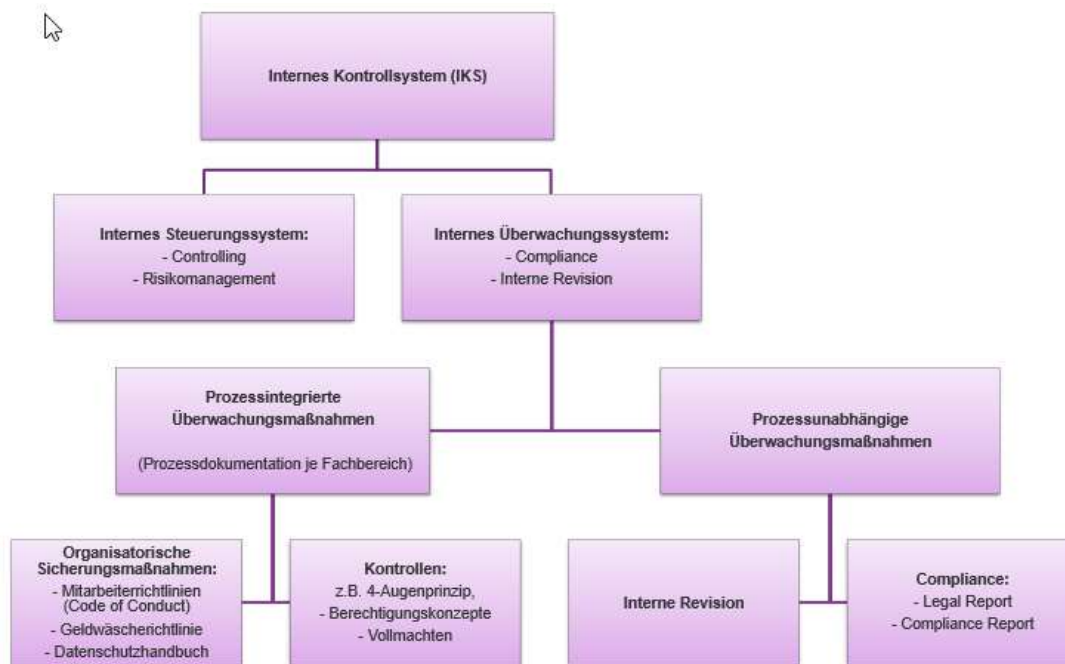 Internes Kontrollsystem (IKS)
Internes Steuerungssystem:
- Controlling
- Risikomanagement
Internes Überwachungssystem:
- Compliance
- Interne Revision
Prozessintegrierte
Überwachungsmaßnahmen
(Prozessdokumentation je Fachbereich)
Prozessunabhängige
Überwachungsmaßnahmen
Organisatorische
Sicherungsmaßnahmen:
- Mitarbeiterrichtlinien
(Code of Conduct)
- Geldwäscherichtlinie
- Datenschutzhandbuch
Kontrollen:
z.B. 4-Augenprinzip,
- Berechtigungskonzepte
- Vollmachten
Interne Revision
Compliance:
- Legal Report
- Compliance Report